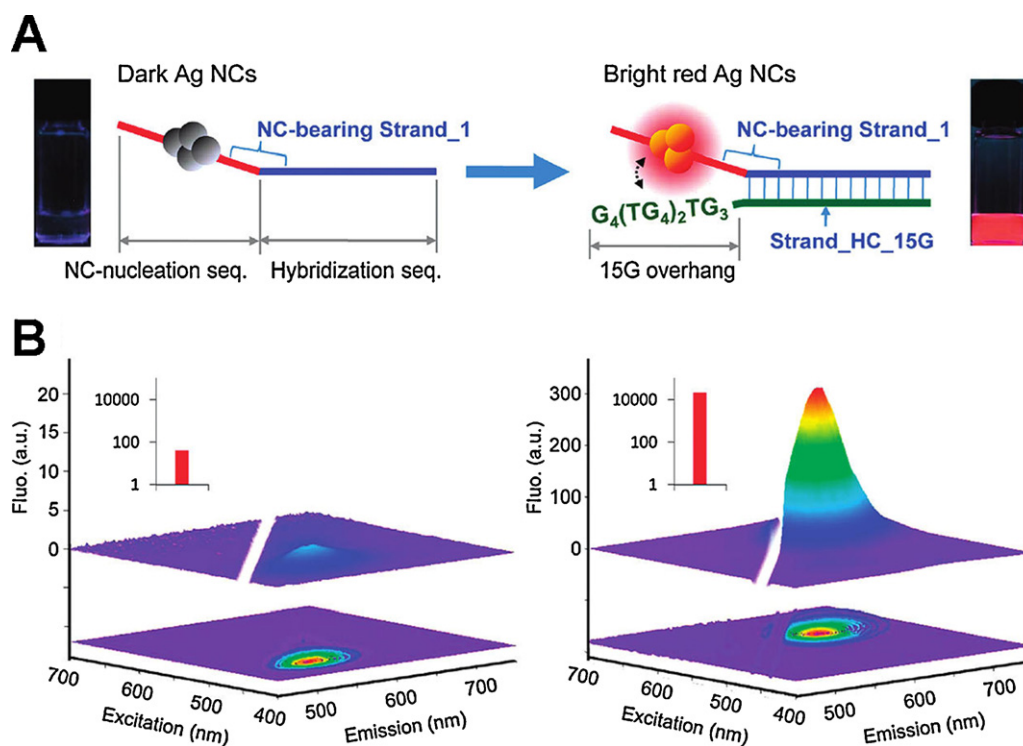 A
Dark Ag NCs
NC-bearing Strand_1
NC-nucleation seq.
Hybridization seq.
Bright red Ag NCs
NC-bearing Strand_1
G₄(TG₄)₂TG₃
Strand_HC_15G
15G overhang
B
Fluo. (a.u.)
20
15
10
5
0
10000
100
1
700
600
500
400
Excitation (nm)
500
600
700
Emission (nm)
Fluo. (a.u.)
300
200
100
0
10000
100
1
700
600
500
400
Excitation (nm)
500
600
700
Emission (nm)